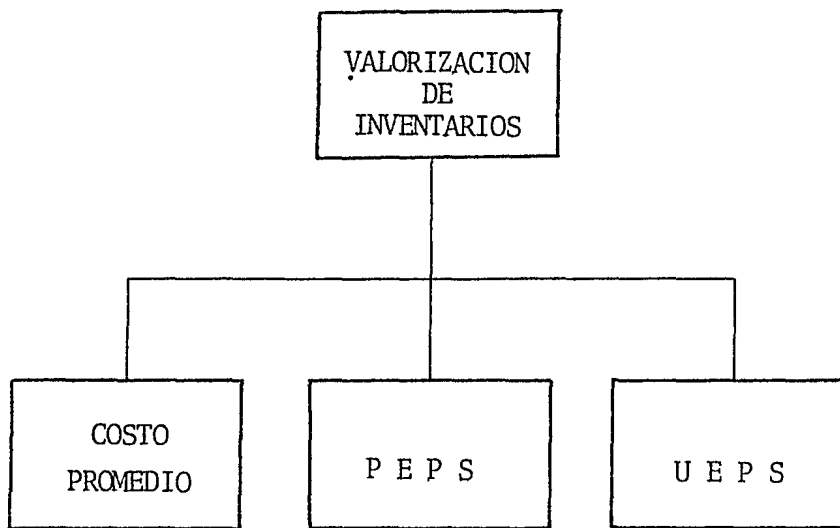 VALORIZACION
DE
INVENTARIOS
COSTO
PROMEDIO
P E P S
U E P S